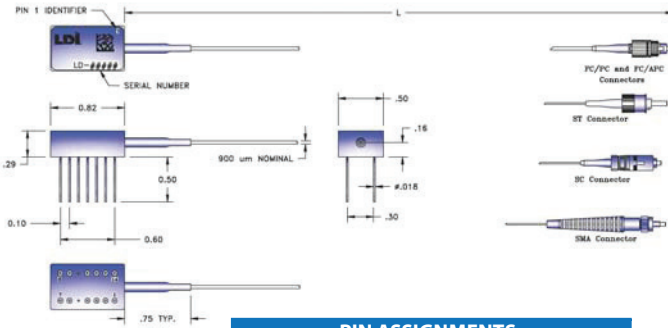 PIN 1 IDENTIFIER
L
LDI
LD-#####
SERIAL NUMBER
FC/PC and FC/APC
Connectors
0.82
.50
.16
ST Connector
.29
900 um NOMINAL
0.50
ø.018
SC Connector
0.10
0.60
.30
SMA Connector
.75 TYP.
PIN ASSIGNMENTS